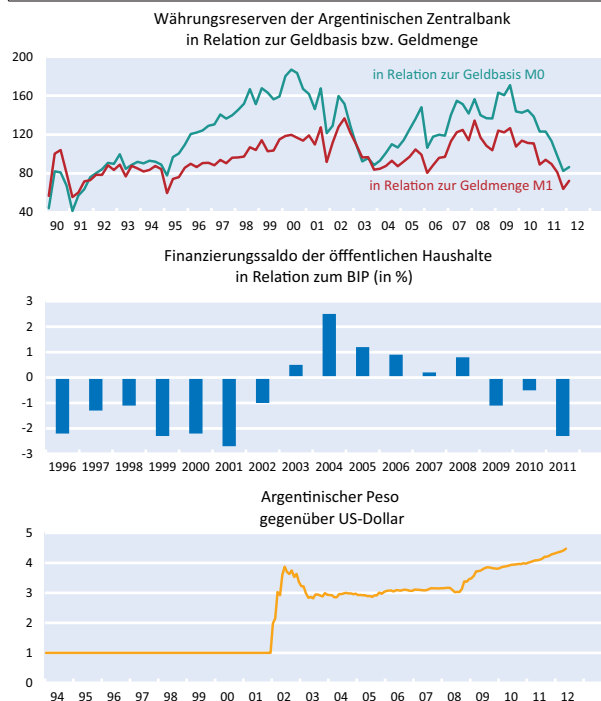 Währungsreserven der Argentinischen Zentralbank
in Relation zur Geldbasis bzw. Geldmenge
200
160
120
80
40
in Relation zur Geldbasis M0
in Relation zur Geldmenge M1
90 91 92 93 94 95 96 97 98 99 00 01 02 03 04 05 06 07 08 09 10 11 12
Finanzierungssaldo der öfffentlichen Haushalte
in Relation zum BIP (in %)
3
2
1
0
-1
-2
-3
1996 1997 1998 1999 2000 2001 2002 2003 2004 2005 2006 2007 2008 2009 2010 2011
Argentinischer Peso
gegenüber US-Dollar
5
4
3
2
1
0
94 95 96 97 98 99 00 01 02 03 04 05 06 07 08 09 10 11 12